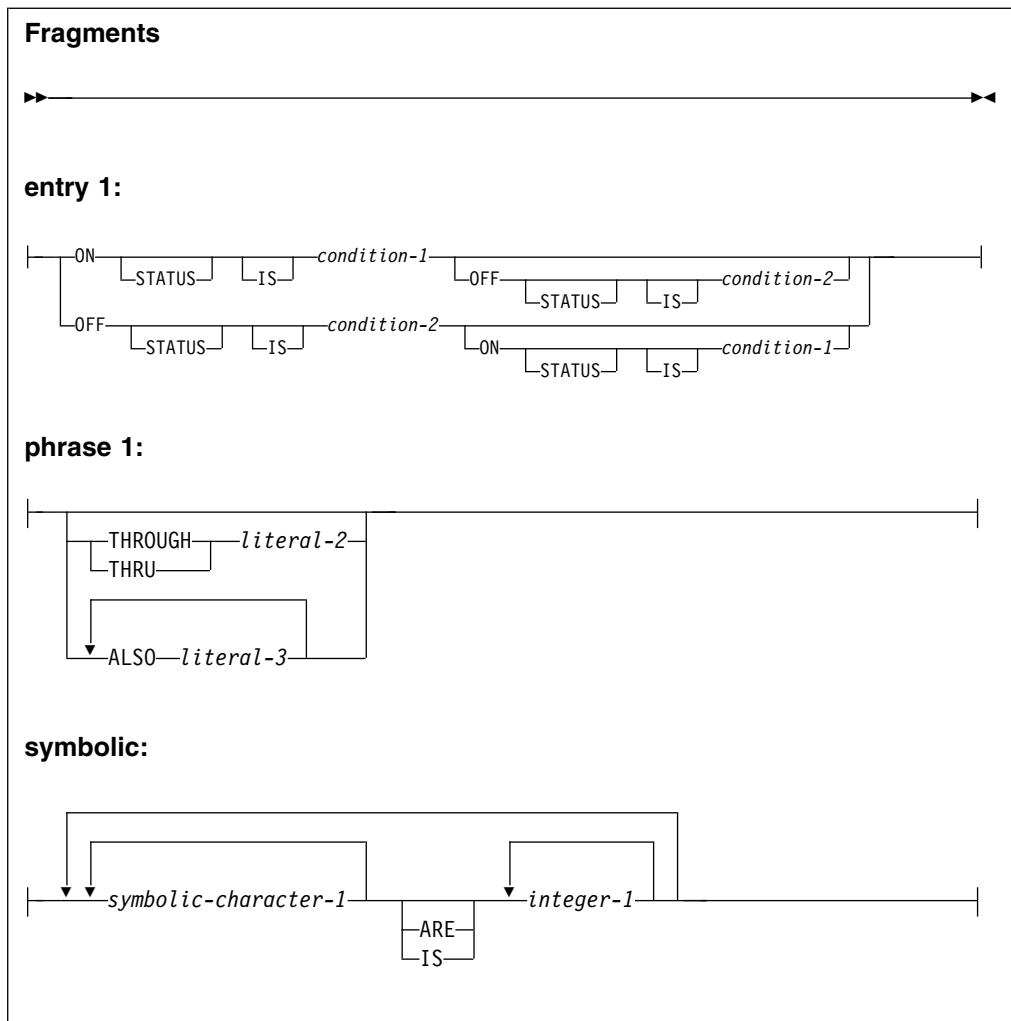 Fragments
entry 1:
ON STATUS IS condition-1 OFF STATUS IS condition-2
OFF STATUS IS condition-2 ON STATUS IS condition-1
phrase 1:
THROUGH literal-2
THRU
ALSO literal-3
symbolic:
symbolic-character-1 integer-1
ARE
IS